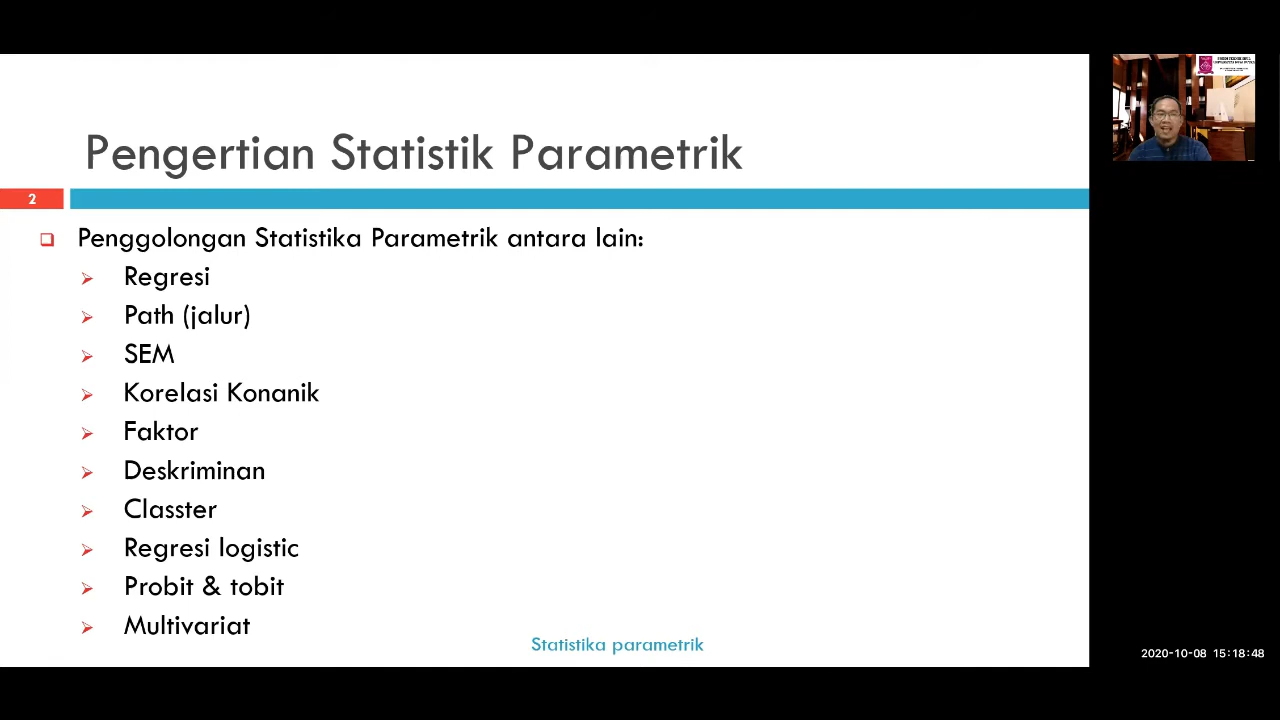 Pengertian Statistik Parametrik
2
Penggolongan Statistika Parametrik antara lain:
Regresi
Path (jalur)
SEM
Korelasi Konanik
Faktor
Deskriminan
Classter
Regresi logistic
Probit & tobit
Multivariat
Statistika parametrik
2020-10-08 15:18:48